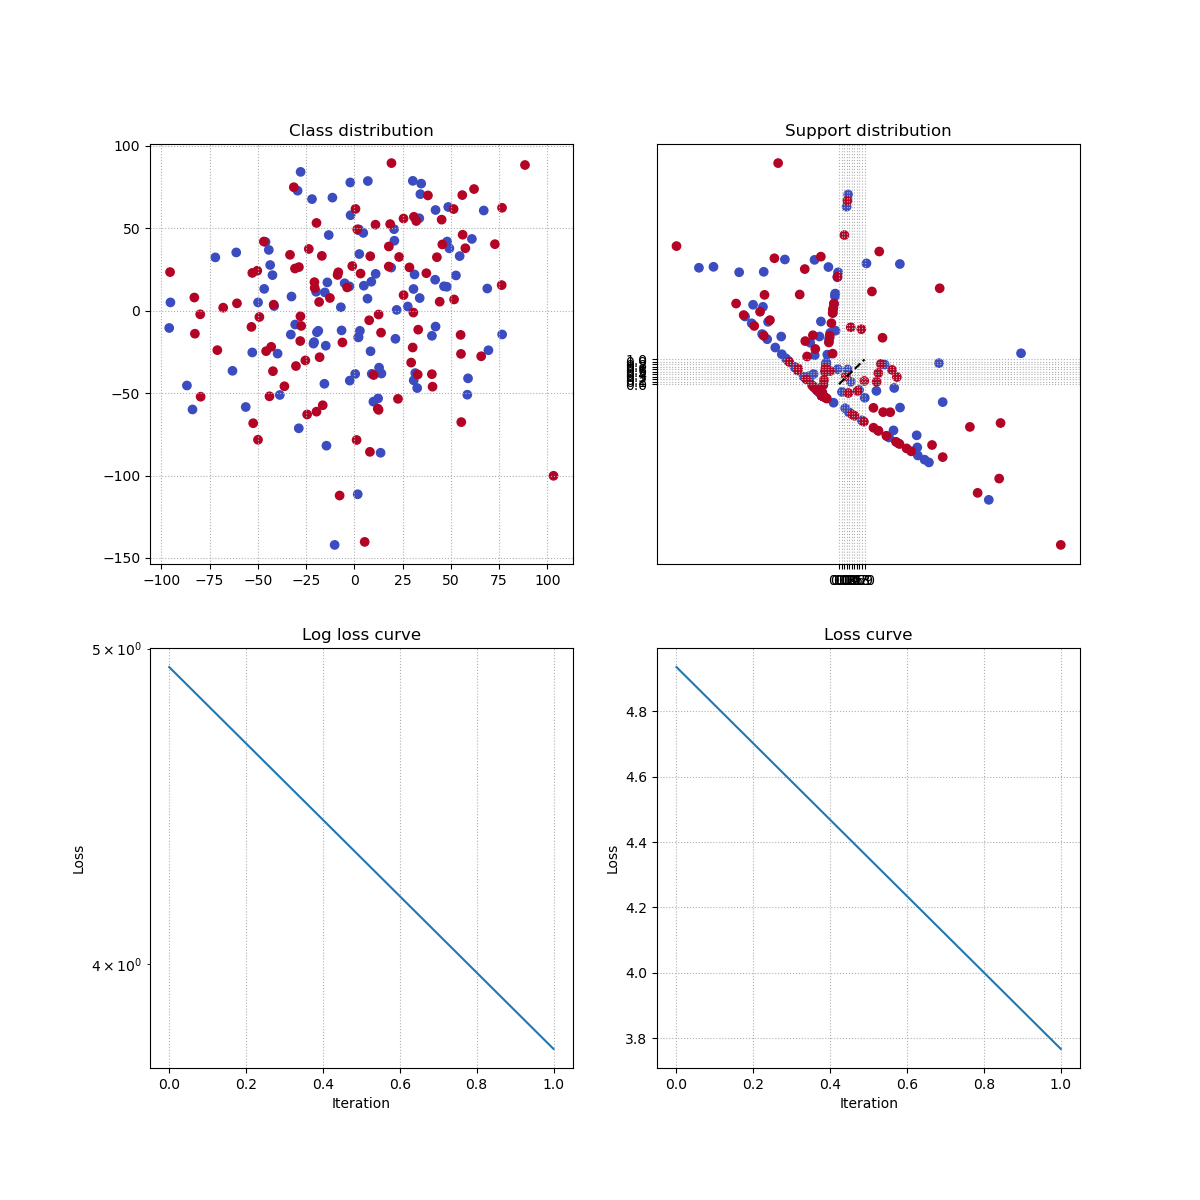 Class distribution
100
50
0
−50
−100
−150
−100 −75 −50 −25 0 25 50 75 100
Support distribution
1.0
Log loss curve
5 × 10⁰
4 × 10⁰
Loss
0.0 0.2 0.4 0.6 0.8 1.0
Iteration
Loss curve
4.8
4.6
4.4
4.2
4.0
3.8
Loss
0.0 0.2 0.4 0.6 0.8 1.0
Iteration